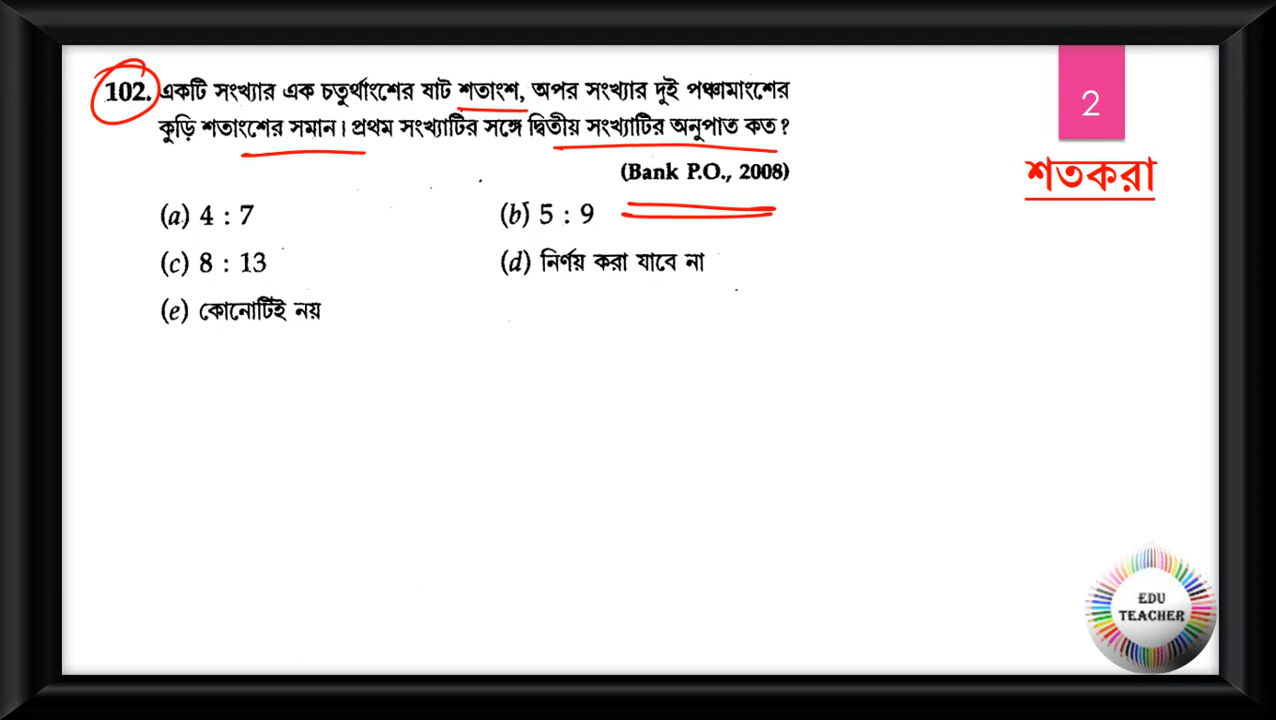 102. একটি সংখ্যার এক চতুর্থাংশের ষাট শতাংশ, অপর সংখ্যার দুই পঞ্চমাংশের
কুড়ি শতাংশের সমান। প্রথম সংখ্যাটির সঙ্গে দ্বিতীয় সংখ্যাটির অনুপাত কত?
(Bank P.O., 2008)
(a) 4 : 7 (b) 5 : 9
(c) 8 : 13 (d) নির্ণয় করা যাবে না
(e) কোনোটিই নয়
2
শতকরা
EDU
TEACHER